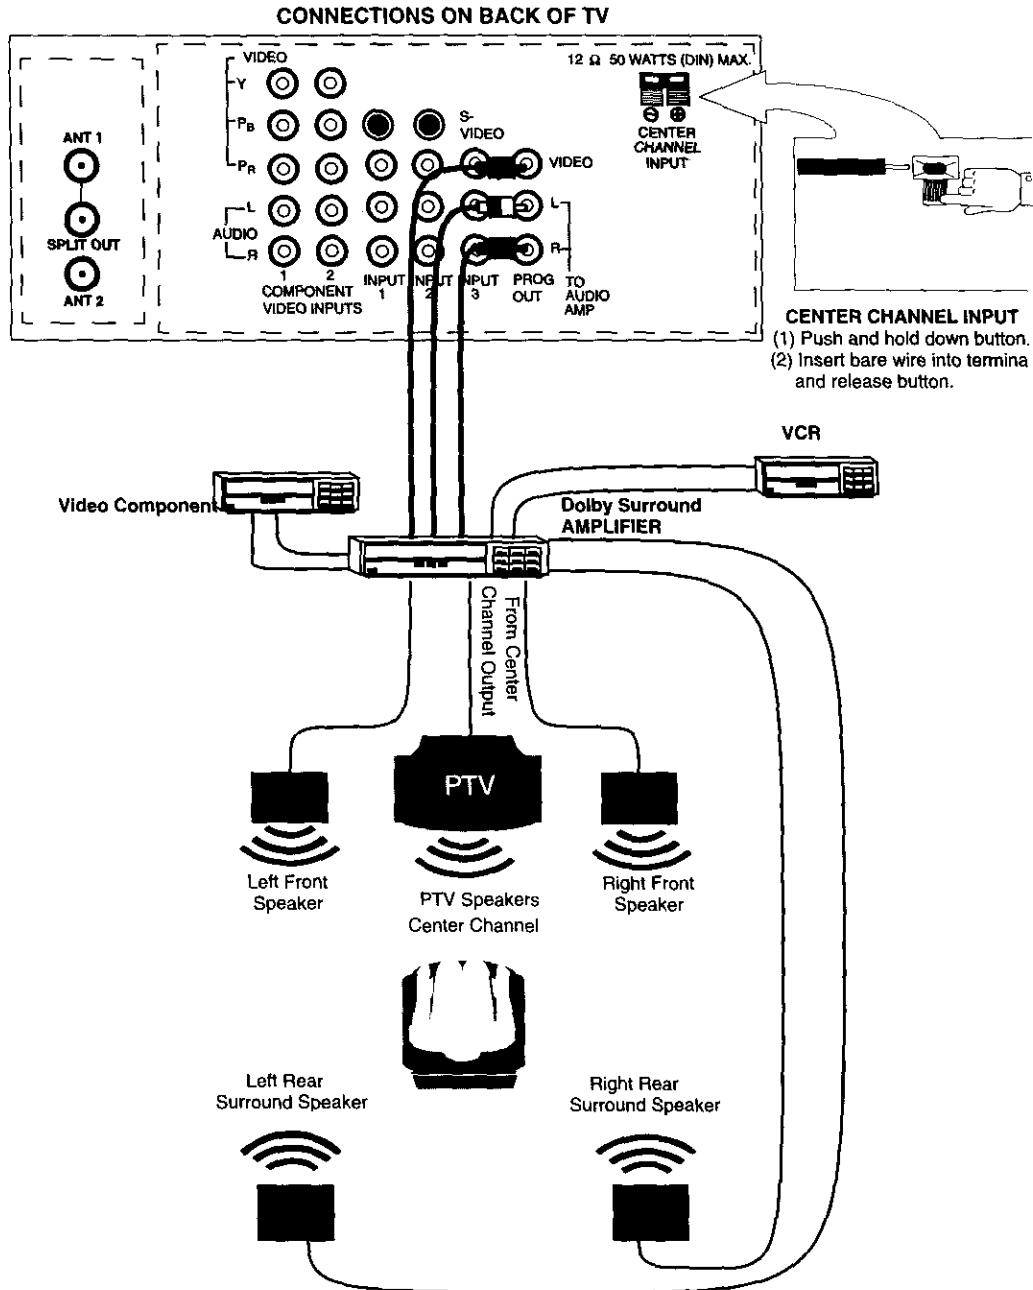 CONNECTIONS ON BACK OF TV
VIDEO
Y
PB
PR
L
AUDIO
R
1
2
COMPONENT
VIDEO INPUTS
ANT 1
SPLIT OUT
ANT 2
S-
VIDEO
VIDEO
L
R
INPUT
1
INPUT
2
INPUT
3
PROG
OUT
TO
AUDIO
AMP
12 Ω 50 WATTS (DIN) MAX.
⊖ ⊕
CENTER
CHANNEL
INPUT
CENTER CHANNEL INPUT
(1) Push and hold down button.
(2) Insert bare wire into termina
and release button.
VCR
Video Component
Dolby Surround
AMPLIFIER
From Center
Channel Output
PTV
Left Front
Speaker
PTV Speakers
Center Channel
Right Front
Speaker
Left Rear
Surround Speaker
Right Rear
Surround Speaker